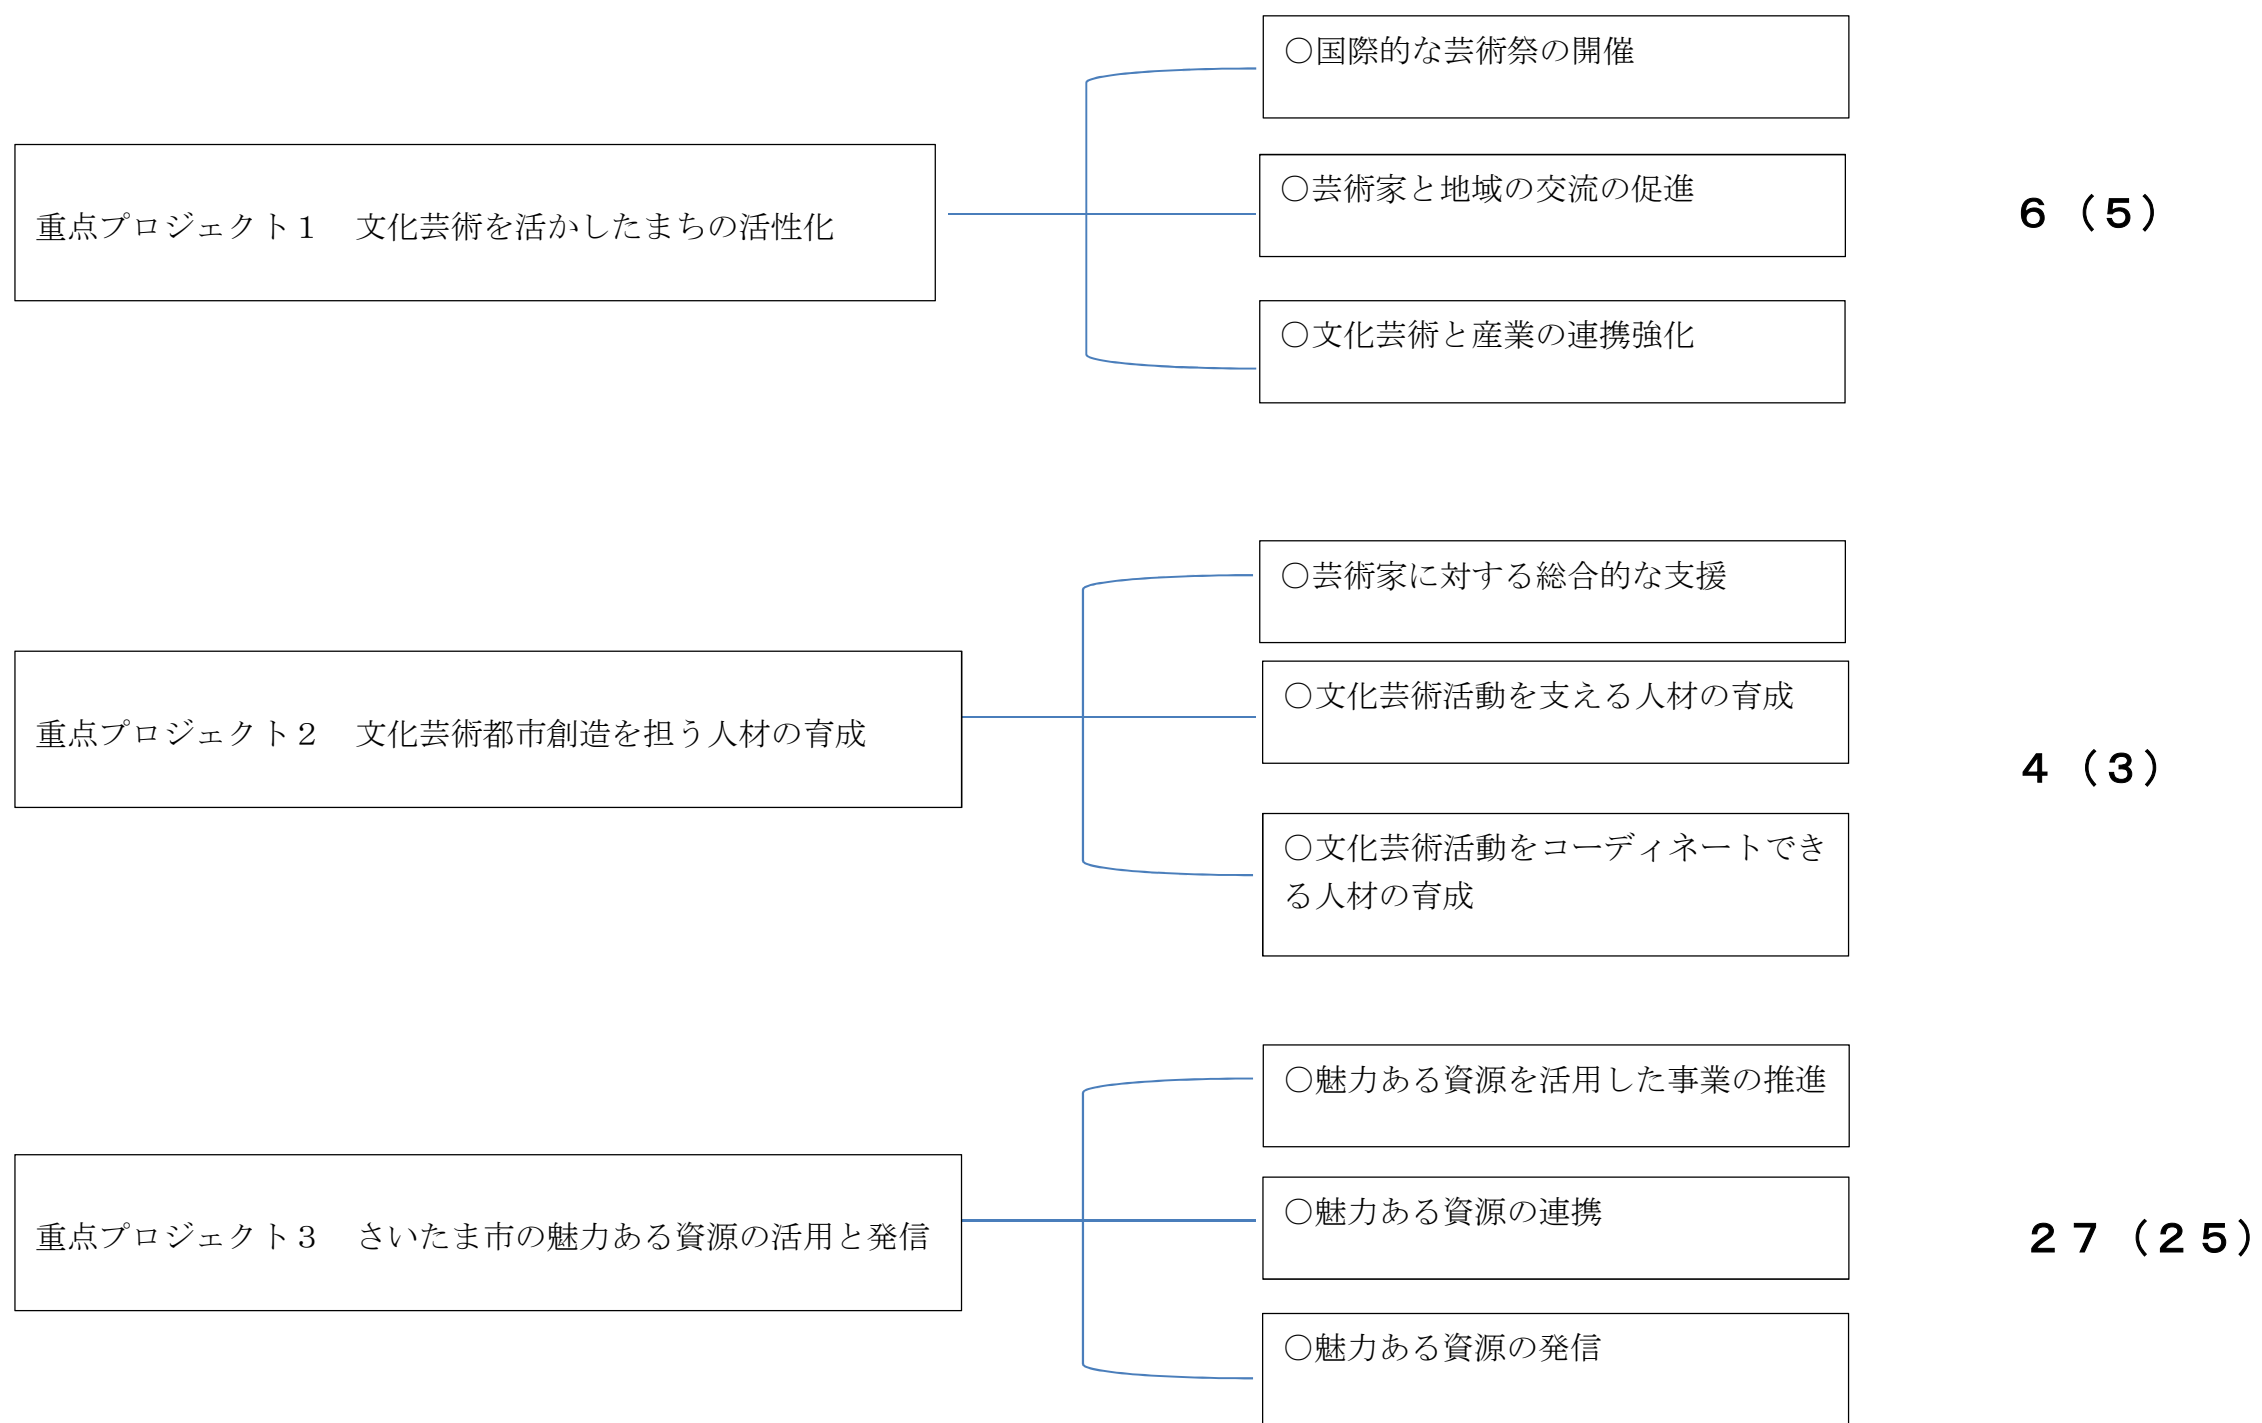 ○国際的な芸術祭の開催
重点プロジェクト１　文化芸術を活かしたまちの活性化
○芸術家と地域の交流の促進
６（５）
○文化芸術と産業の連携強化
○芸術家に対する総合的な支援
重点プロジェクト２　文化芸術都市創造を担う人材の育成
○文化芸術活動を支える人材の育成
４（３）
○文化芸術活動をコーディネートでき
る人材の育成
○魅力ある資源を活用した事業の推進
重点プロジェクト３　さいたま市の魅力ある資源の活用と発信
○魅力ある資源の連携
２７（２５）
○魅力ある資源の発信